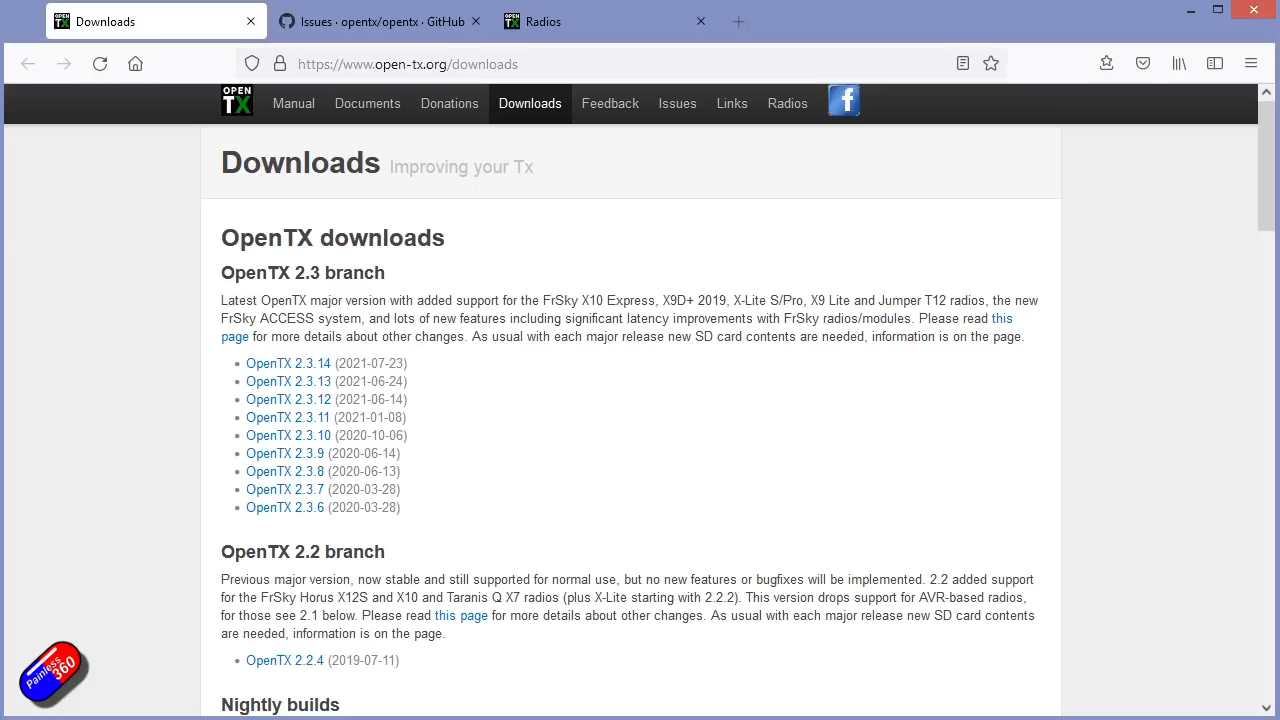 Downloads
Issues · opentx/opentx · GitHub
OPEN TX Radios
https://www.open-tx.org/downloads
OPEN
TX
Manual Documents Donations Downloads Feedback Issues Links Radios f
Downloads Improving your Tx
OpenTX downloads
OpenTX 2.3 branch
Latest OpenTX major version with added support for the FrSky X10 Express, X9D+ 2019, X-Lite S/Pro, X9 Lite and Jumper T12 radios, the new
FrSky ACCESS system, and lots of new features including significant latency improvements with FrSky radios/modules. Please read this
page for more details about other changes. As usual with each major release new SD card contents are needed, information is on the page.
• OpenTX 2.3.14 (2021-07-23)
• OpenTX 2.3.13 (2021-06-24)
• OpenTX 2.3.12 (2021-06-14)
• OpenTX 2.3.11 (2021-01-08)
• OpenTX 2.3.10 (2020-10-06)
• OpenTX 2.3.9 (2020-06-14)
• OpenTX 2.3.8 (2020-06-13)
• OpenTX 2.3.7 (2020-03-28)
• OpenTX 2.3.6 (2020-03-28)
OpenTX 2.2 branch
Previous major version, now stable and still supported for normal use, but no new features or bugfixes will be implemented. 2.2 added support
for the FrSky Horus X12S and X10 and Taranis Q X7 radios (plus X-Lite starting with 2.2.2). This version drops support for AVR-based radios,
for those see 2.1 below. Please read this page for more details about other changes. As usual with each major release new SD card contents
are needed, information is on the page.
• OpenTX 2.2.4 (2019-07-11)
Nightly builds
Painless
360